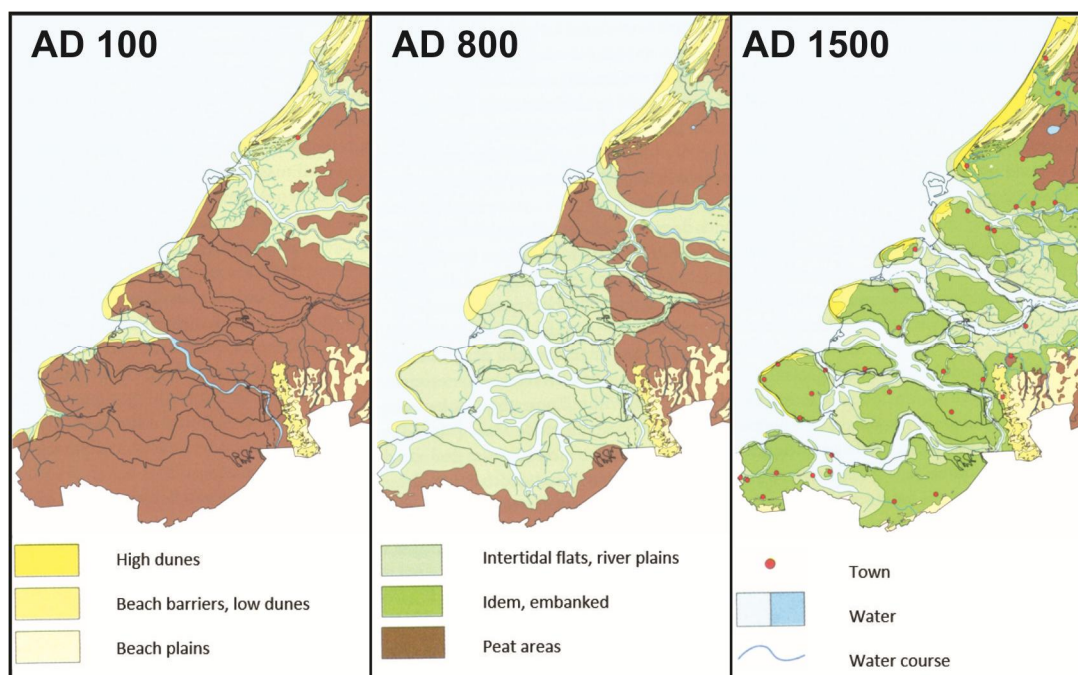 AD 100
AD 800
AD 1500
High dunes
Beach barriers, low dunes
Beach plains
Intertidal flats, river plains
Idem, embanked
Peat areas
Town
Water
Water course